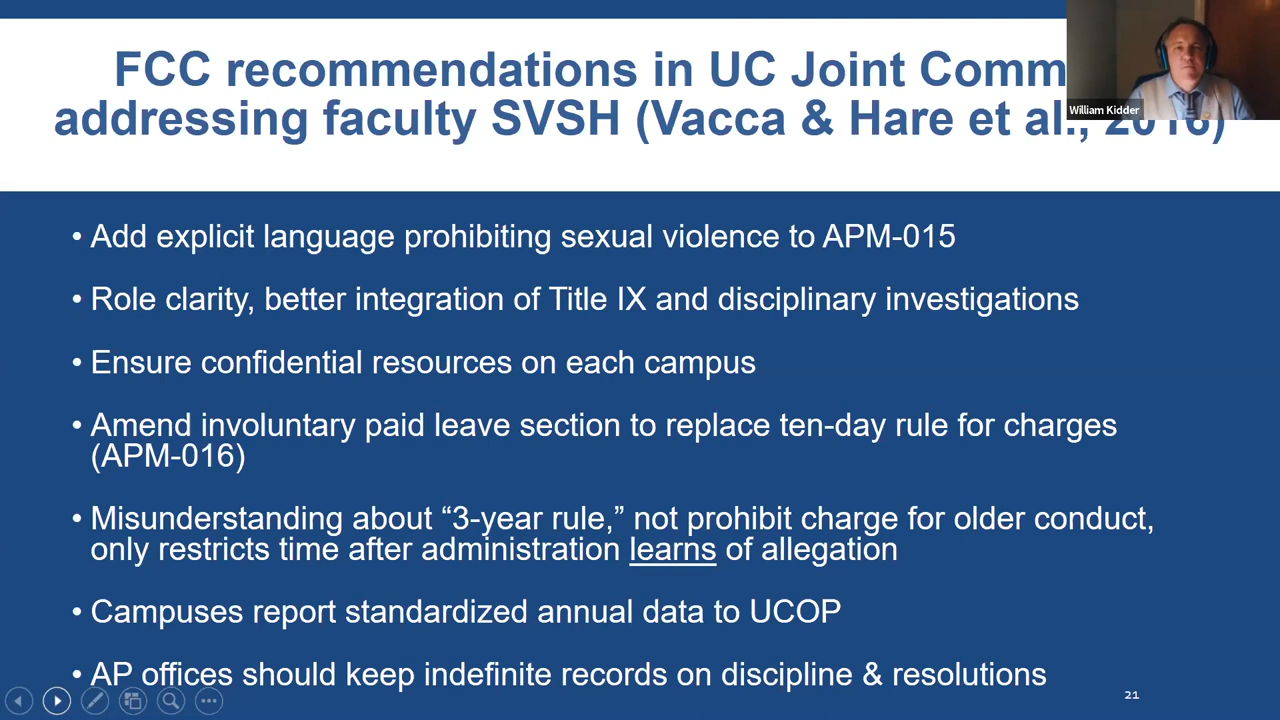 FCC recommendations in UC Joint Comm
addressing faculty SVSH (Vacca & Hare et al., 2016)
William Kidder
• Add explicit language prohibiting sexual violence to APM-015
• Role clarity, better integration of Title IX and disciplinary investigations
• Ensure confidential resources on each campus
• Amend involuntary paid leave section to replace ten-day rule for charges
(APM-016)
• Misunderstanding about “3-year rule,” not prohibit charge for older conduct,
only restricts time after administration learns of allegation
• Campuses report standardized annual data to UCOP
• AP offices should keep indefinite records on discipline & resolutions
21